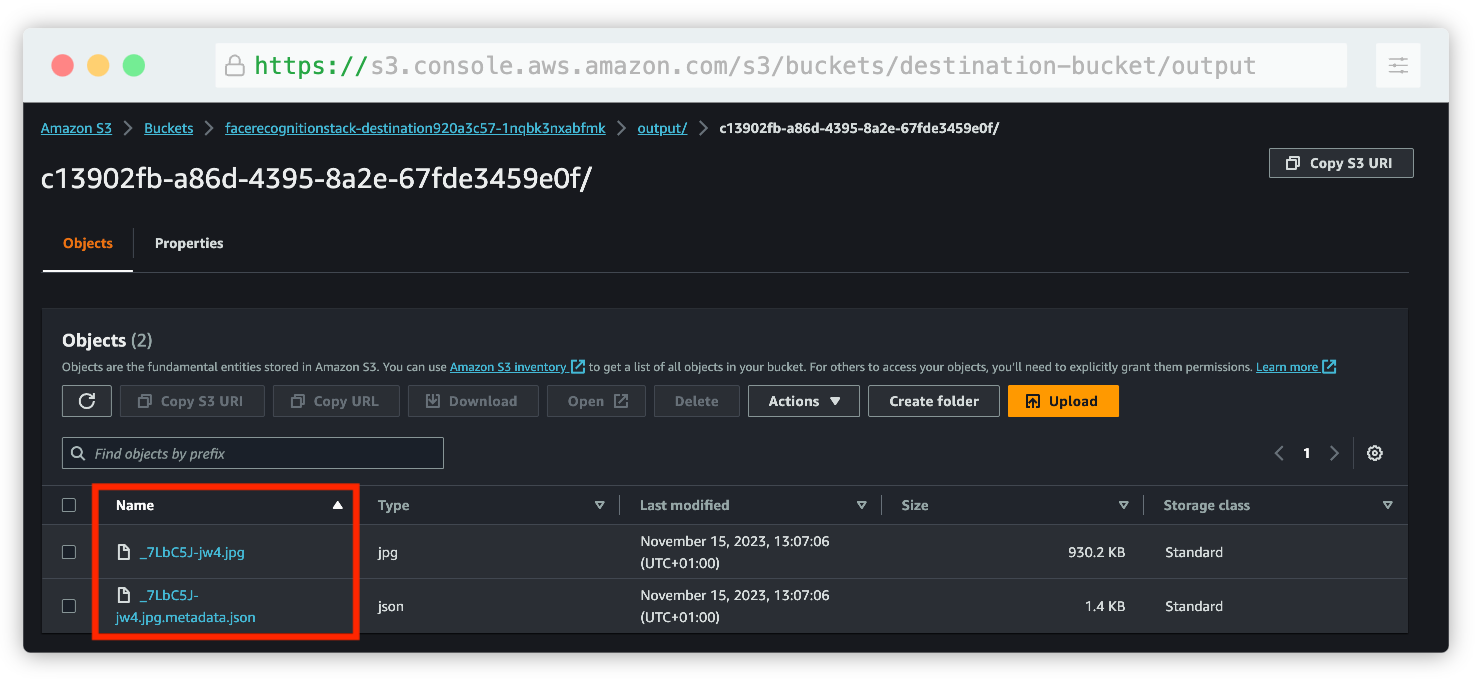 https://s3.console.aws.amazon.com/s3/buckets/destination-bucket/output
Amazon S3 > Buckets > facerecognitionstack-destination920a3c57-1nqbk3nxabfmk > output/ > c13902fb-a86d-4395-8a2e-67fde3459e0f/
c13902fb-a86d-4395-8a2e-67fde3459e0f/
Copy S3 URI
Objects Properties
Objects (2)
Objects are the fundamental entities stored in Amazon S3. You can use Amazon S3 inventory to get a list of all objects in your bucket. For others to access your objects, you'll need to explicitly grant them permissions. Learn more
Copy S3 URI Copy URL Download Open Delete Actions Create folder Upload
Find objects by prefix
1
Name Type Last modified Size Storage class
_7LbC5J-jw4.jpg jpg November 15, 2023, 13:07:06 (UTC+01:00) 930.2 KB Standard
_7LbC5J-jw4.jpg.metadata.json json November 15, 2023, 13:07:06 (UTC+01:00) 1.4 KB Standard